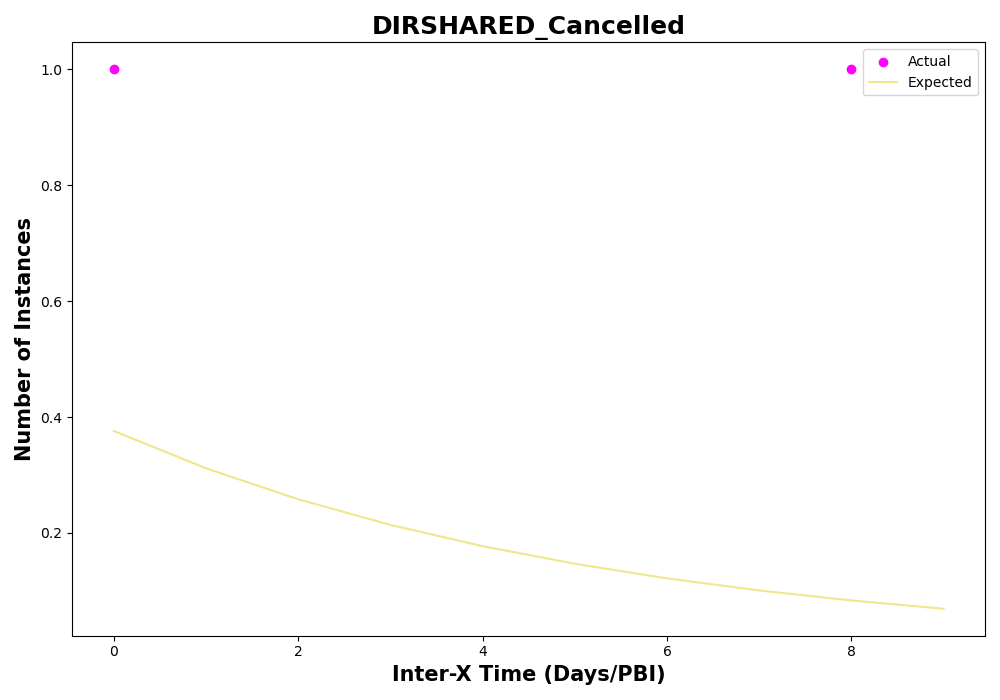 DIRSHARED_Cancelled
Actual
Expected
1.0
0.8
0.6
0.4
0.2
Number of Instances
0 2 4 6 8
Inter-X Time (Days/PBI)